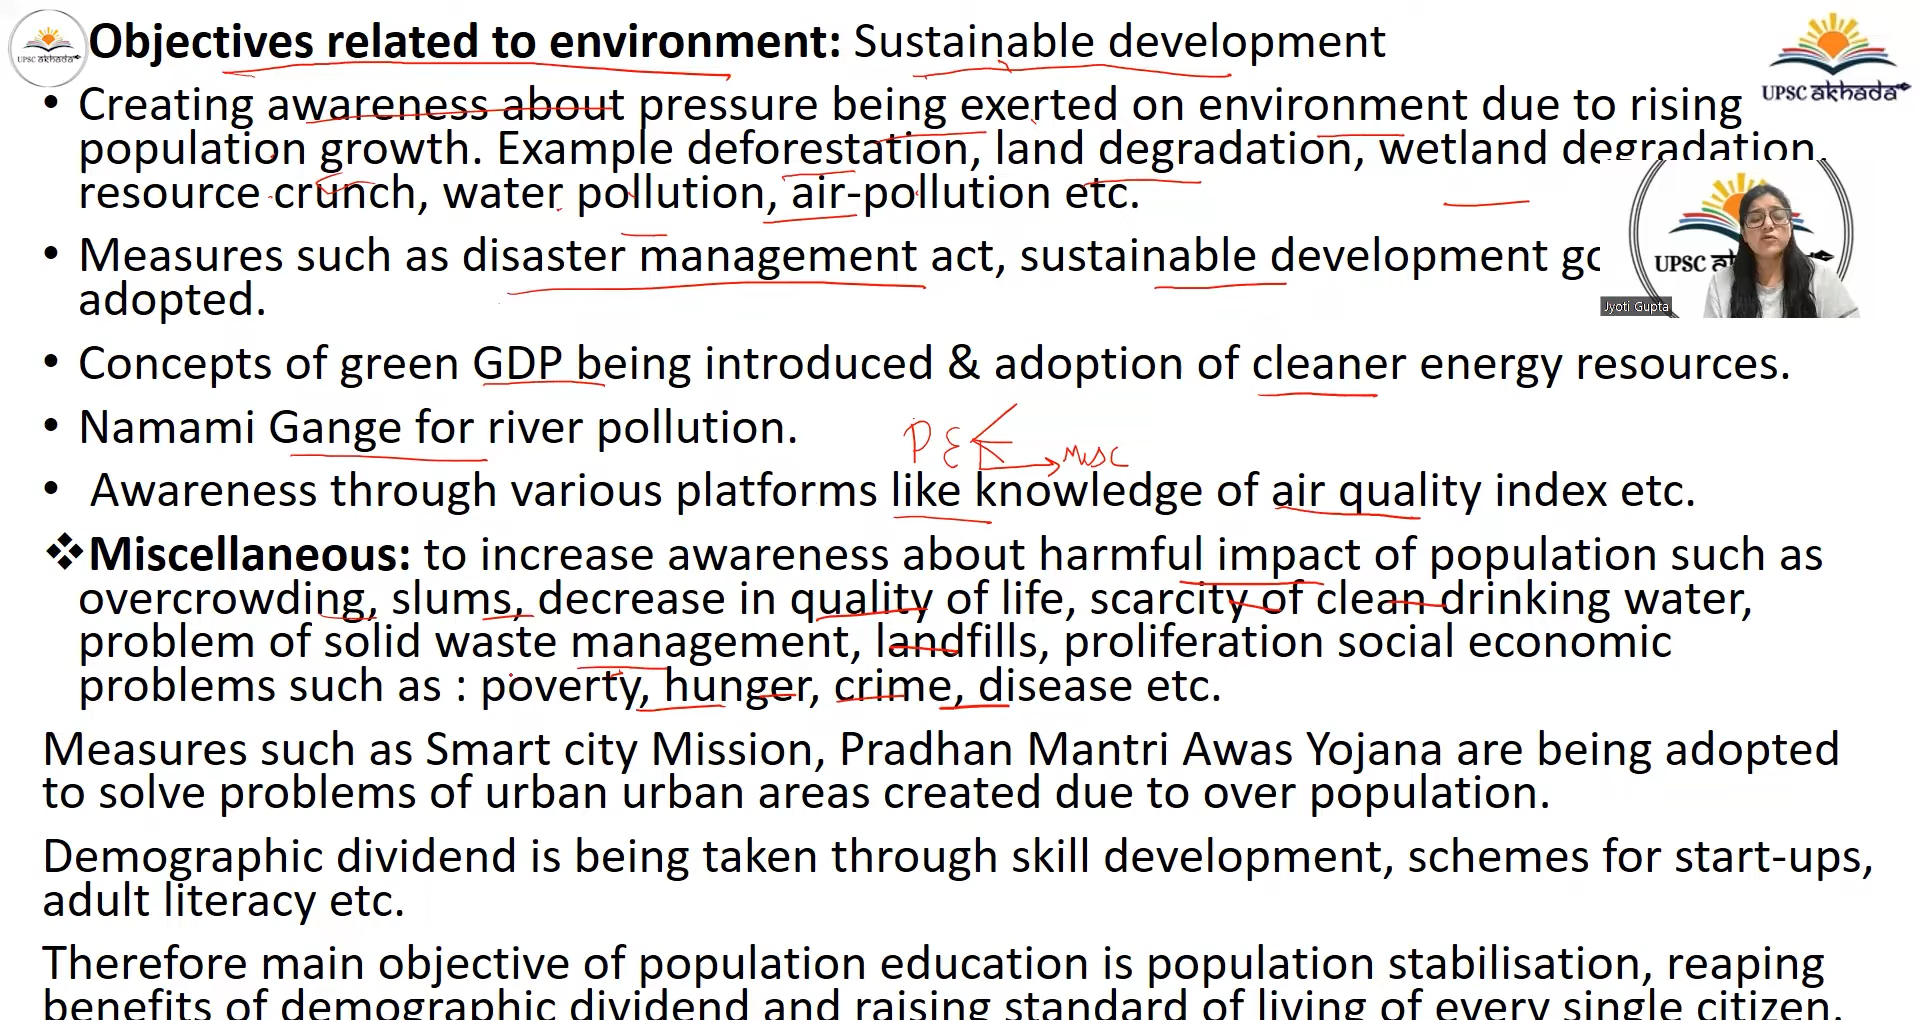 Objectives related to environment: Sustainable development
UPSC akhada
UPSC akhada
• Creating awareness about pressure being exerted on environment due to rising
population growth. Example deforestation, land degradation, wetland degradation,
resource crunch, water pollution, air-pollution etc.
• Measures such as disaster management act, sustainable development go
adopted.
UPSC
Jyoti Gupta
• Concepts of green GDP being introduced & adoption of cleaner energy resources.
• Namami Gange for river pollution.
PE
Misc
• Awareness through various platforms like knowledge of air quality index etc.
❖Miscellaneous: to increase awareness about harmful impact of population such as
overcrowding, slums, decrease in quality of life, scarcity of clean drinking water,
problem of solid waste management, landfills, proliferation social economic
problems such as : poverty, hunger, crime, disease etc.
Measures such as Smart city Mission, Pradhan Mantri Awas Yojana are being adopted
to solve problems of urban urban areas created due to over population.
Demographic dividend is being taken through skill development, schemes for start-ups,
adult literacy etc.
Therefore main objective of population education is population stabilisation, reaping
benefits of demographic dividend and raising standard of living of every single citizen.